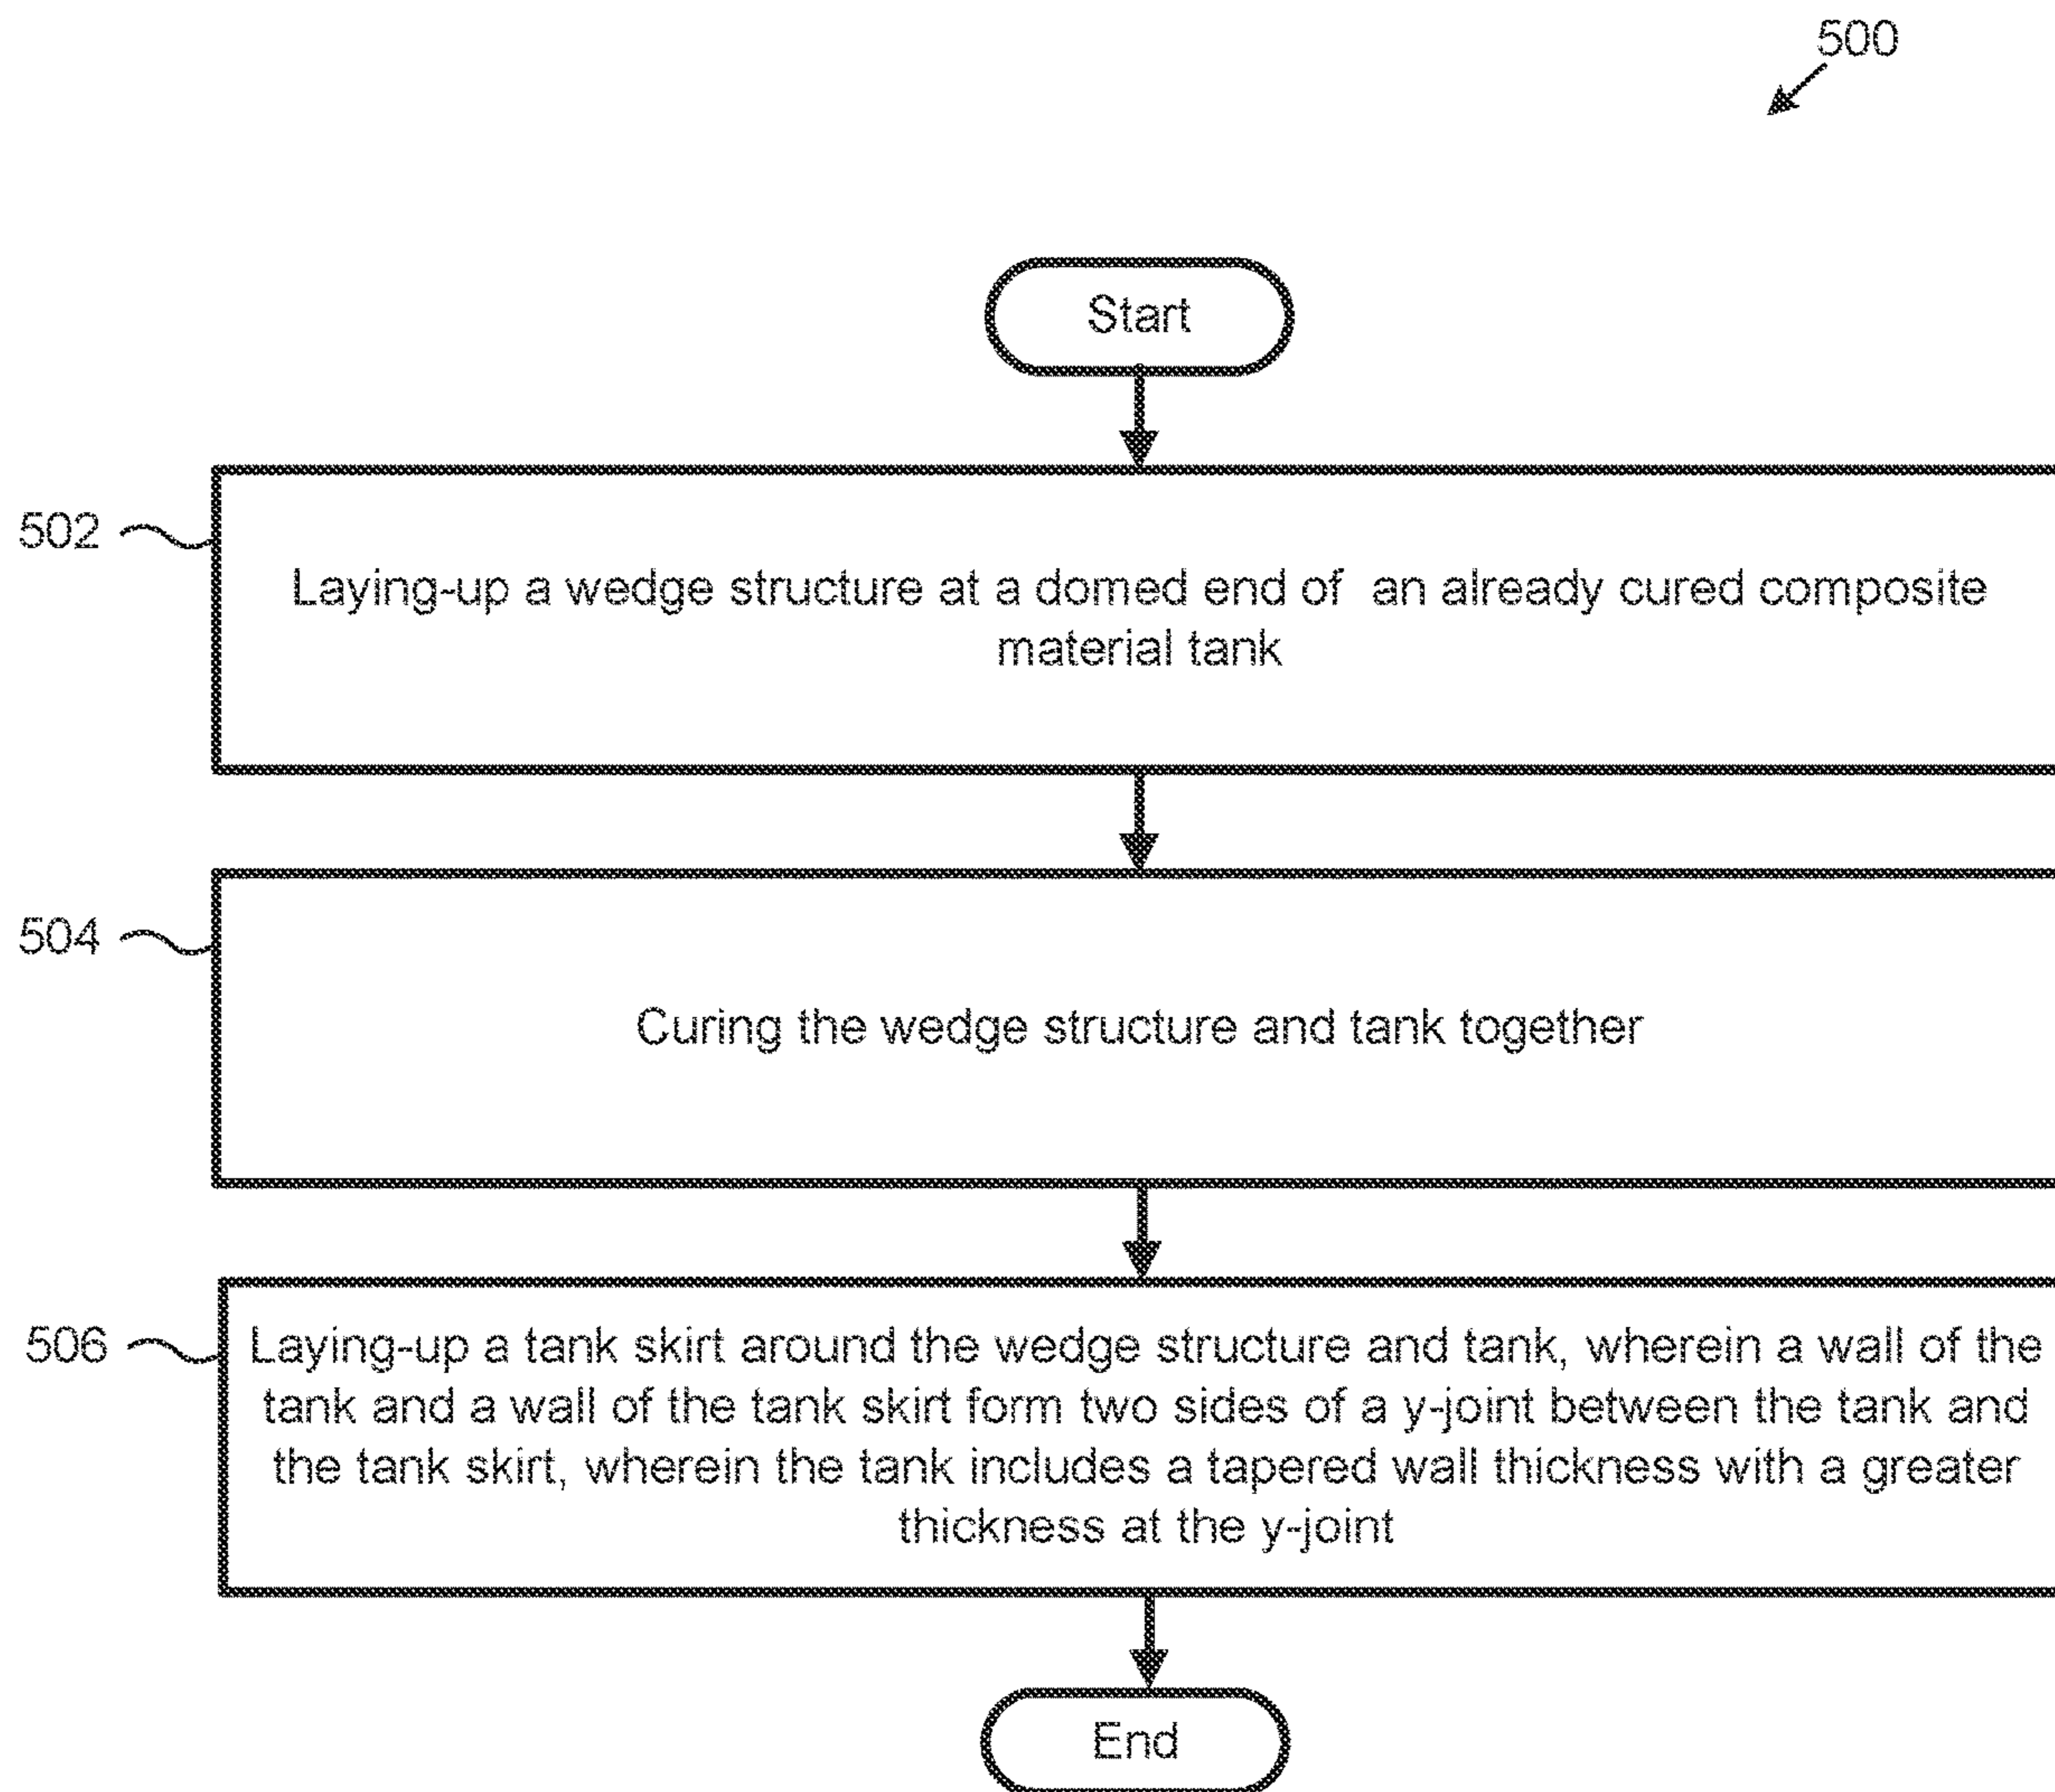 500
Start
502
Laying-up a wedge structure at a domed end of an already cured composite
material tank
504
Curing the wedge structure and tank together
506
Laying-up a tank skirt around the wedge structure and tank, wherein a wall of the
tank and a wall of the tank skirt form two sides of a y-joint between the tank and
the tank skirt, wherein the tank includes a tapered wall thickness with a greater
thickness at the y-joint
End